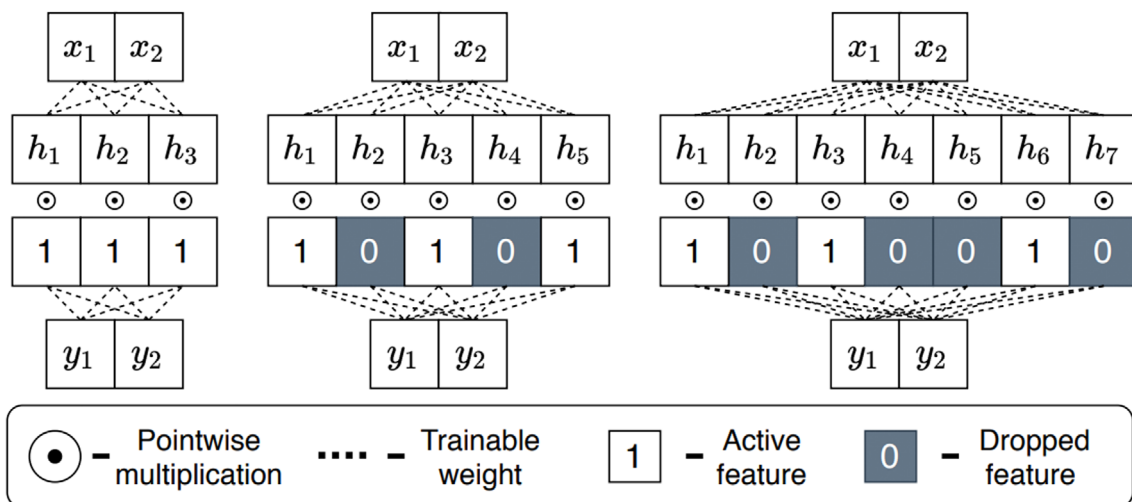 x₁ x₂ x₁ x₂ x₁ x₂
h₁ h₂ h₃ h₁ h₂ h₃ h₄ h₅ h₁ h₂ h₃ h₄ h₅ h₆ h₇
1 1 1 1 0 1 0 1 1 0 1 0 0 1 0
y₁ y₂ y₁ y₂ y₁ y₂
Pointwise
multiplication
Trainable
weight
1
Active
feature
0
Dropped
feature